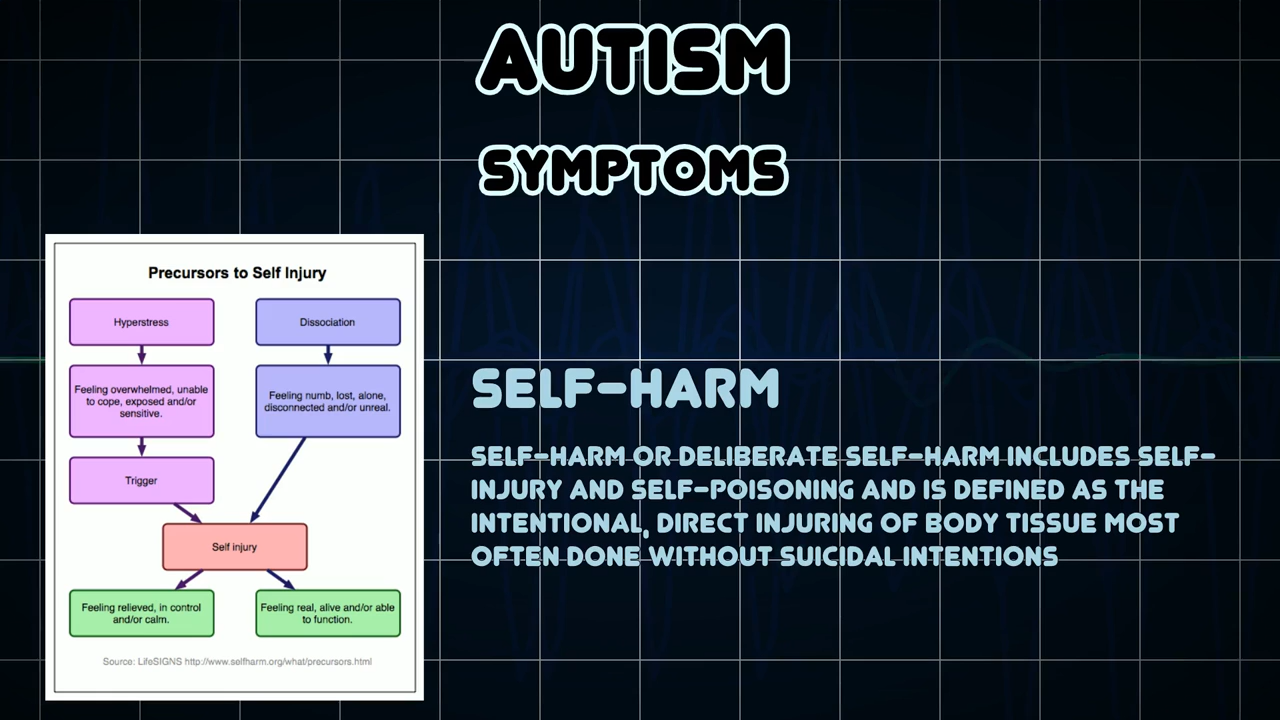 AUTISM
SYMPTOMS
Precursors to Self Injury
Hyperstress
Dissociation
Feeling overwhelmed, unable
to cope, exposed and/or
sensitive.
Feeling numb, lost, alone,
disconnected and/or unreal.
Trigger
Self injury
Feeling relieved, in control
and/or calm.
Feeling real, alive and/or able
to function.
Source: LifeSIGNS http://www.selfharm.org/what/precursors.html
SELF-HARM
SELF-HARM OR DELIBERATE SELF-HARM INCLUDES SELF-
INJURY AND SELF-POISONING AND IS DEFINED AS THE
INTENTIONAL, DIRECT INJURING OF BODY TISSUE MOST
OFTEN DONE WITHOUT SUICIDAL INTENTIONS